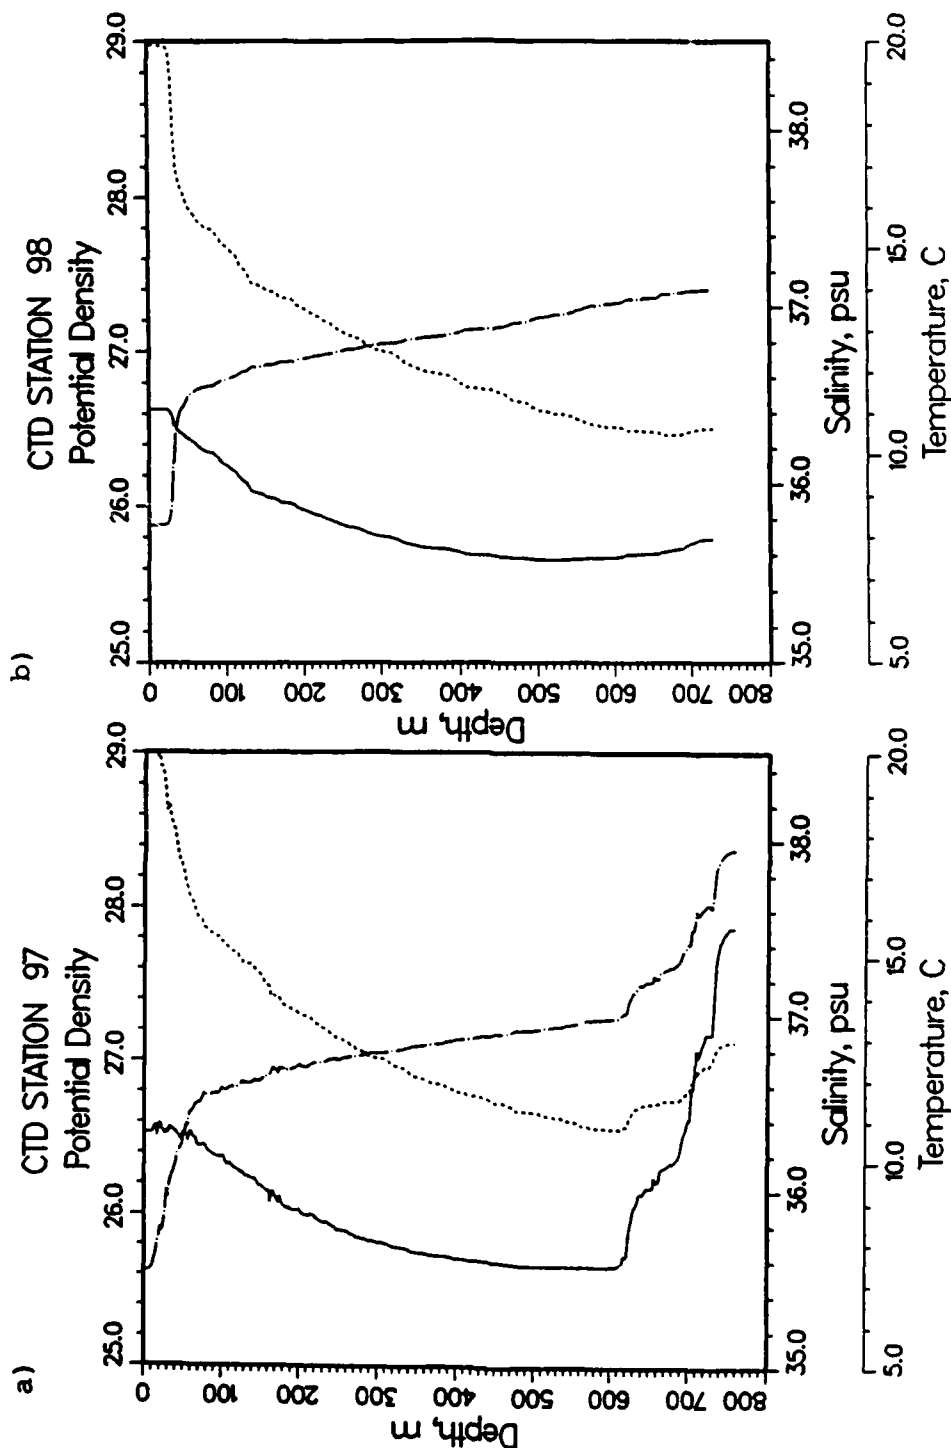 a)
CTD STATION 97
Potential Density
25.0 26.0 27.0 28.0 29.0
Depth, m
0 100 200 300 400 500 600 700 800
35.0 36.0 37.0 38.0
Salinity, psu
5.0 10.0 15.0 20.0
Temperature, C
b)
CTD STATION 98
Potential Density
25.0 26.0 27.0 28.0 29.0
Depth, m
0 100 200 300 400 500 600 700 800
35.0 36.0 37.0 38.0
Salinity, psu
5.0 10.0 15.0 20.0
Temperature, C